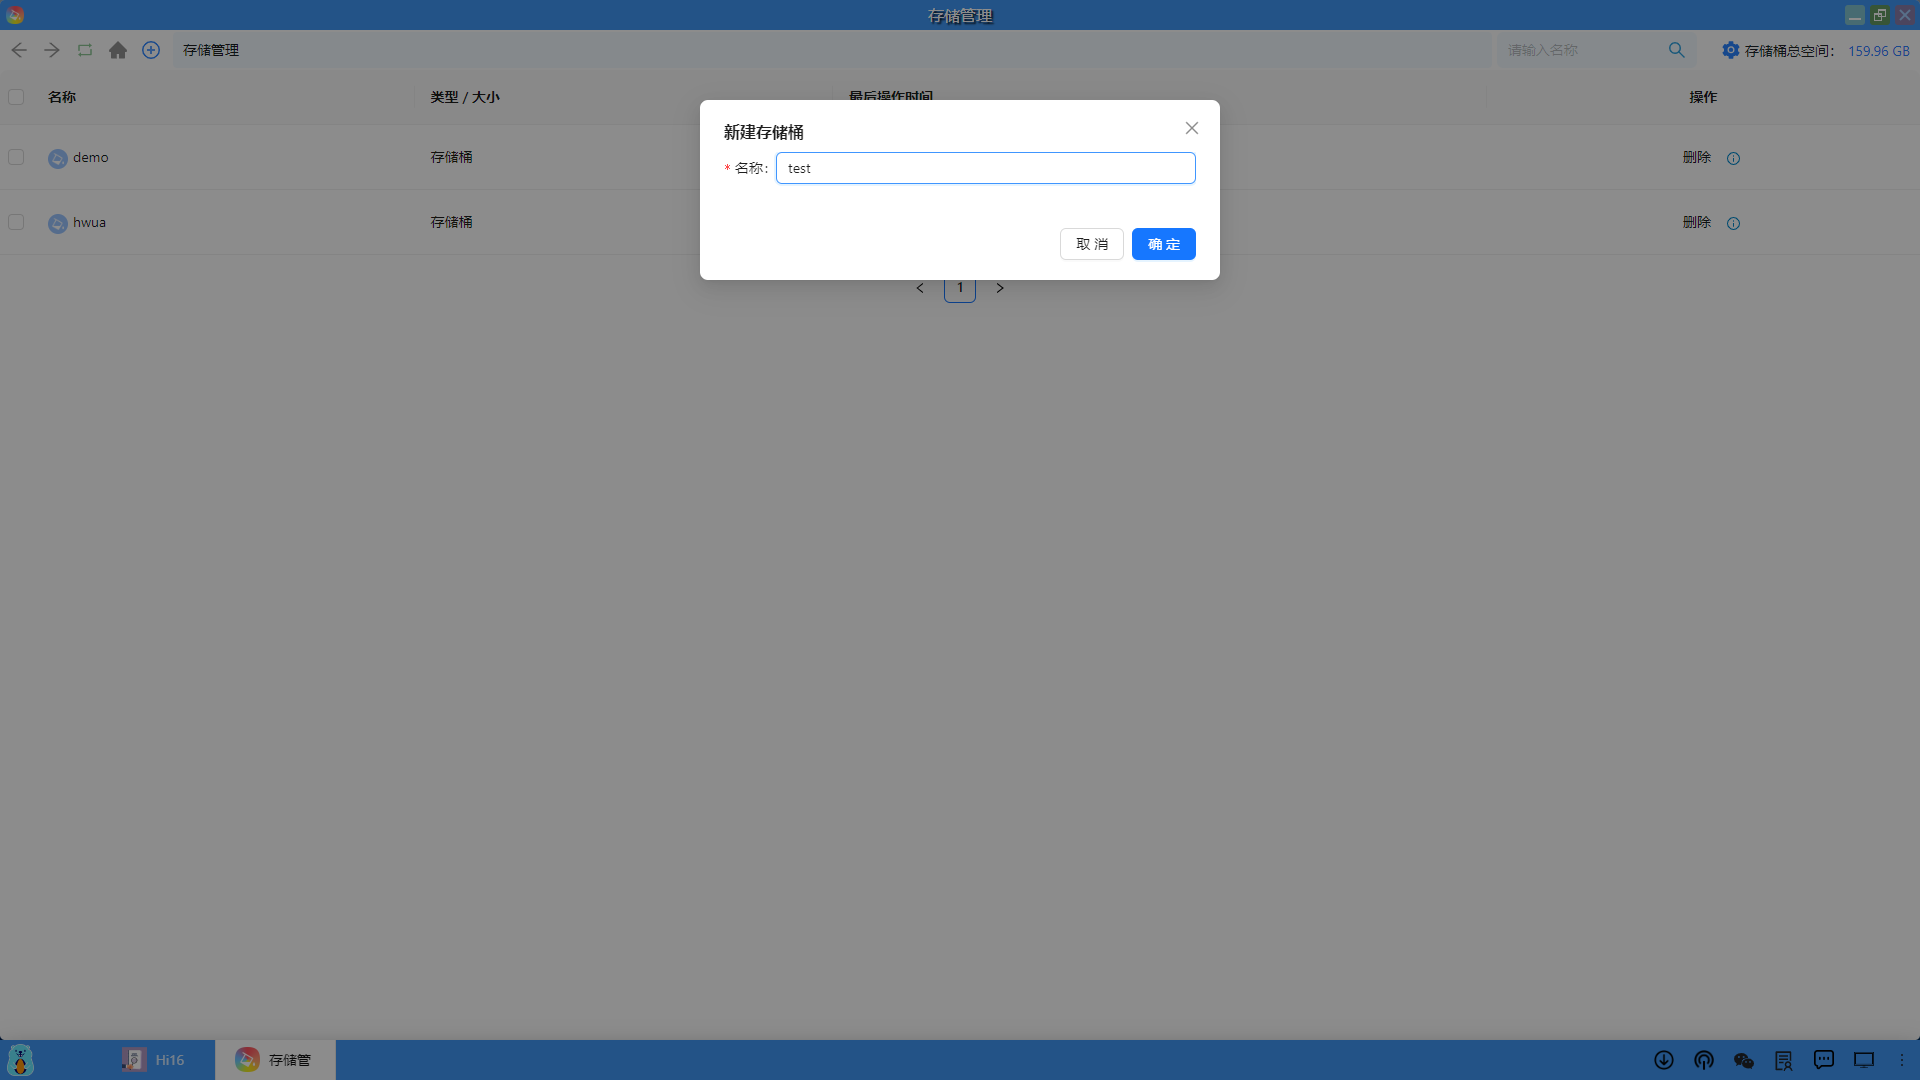 存储管理
存储管理
请输入名称
存储桶总空间： 159.96 GB
名称 类型 / 大小 最后操作时间 操作
新建存储桶
* 名称： test
取 消 确 定
demo 存储桶 删除
hwua 存储桶 删除
< 1 >
Hi16 存储管